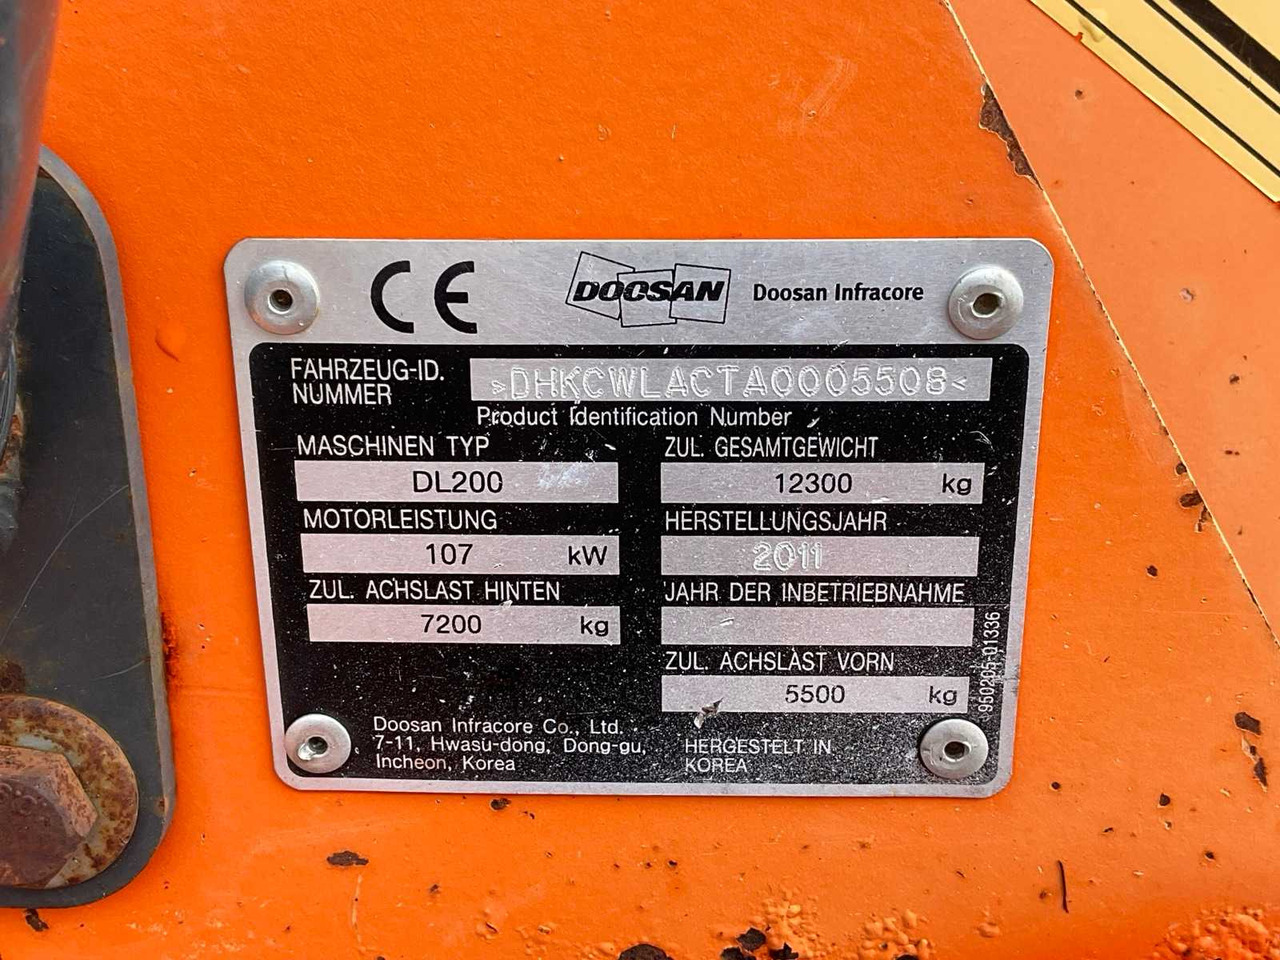 CE DOOSAN Doosan Infracore
FAHRZEUG-ID.
NUMMER
>DHKCWLACTA0005508<
Product Identification Number
MASCHINEN TYP
DL200
ZUL. GESAMTGEWICHT
12300 kg
MOTORLEISTUNG
107 kW
HERSTELLUNGSJAHR
2011
ZUL. ACHSLAST HINTEN
7200 kg
JAHR DER INBETRIEBNAHME
ZUL. ACHSLAST VORN
5500 kg
950205-01336
Doosan Infracore Co., Ltd.
7-11, Hwasu-dong, Dong-gu,
Incheon, Korea
HERGESTELT IN
KOREA